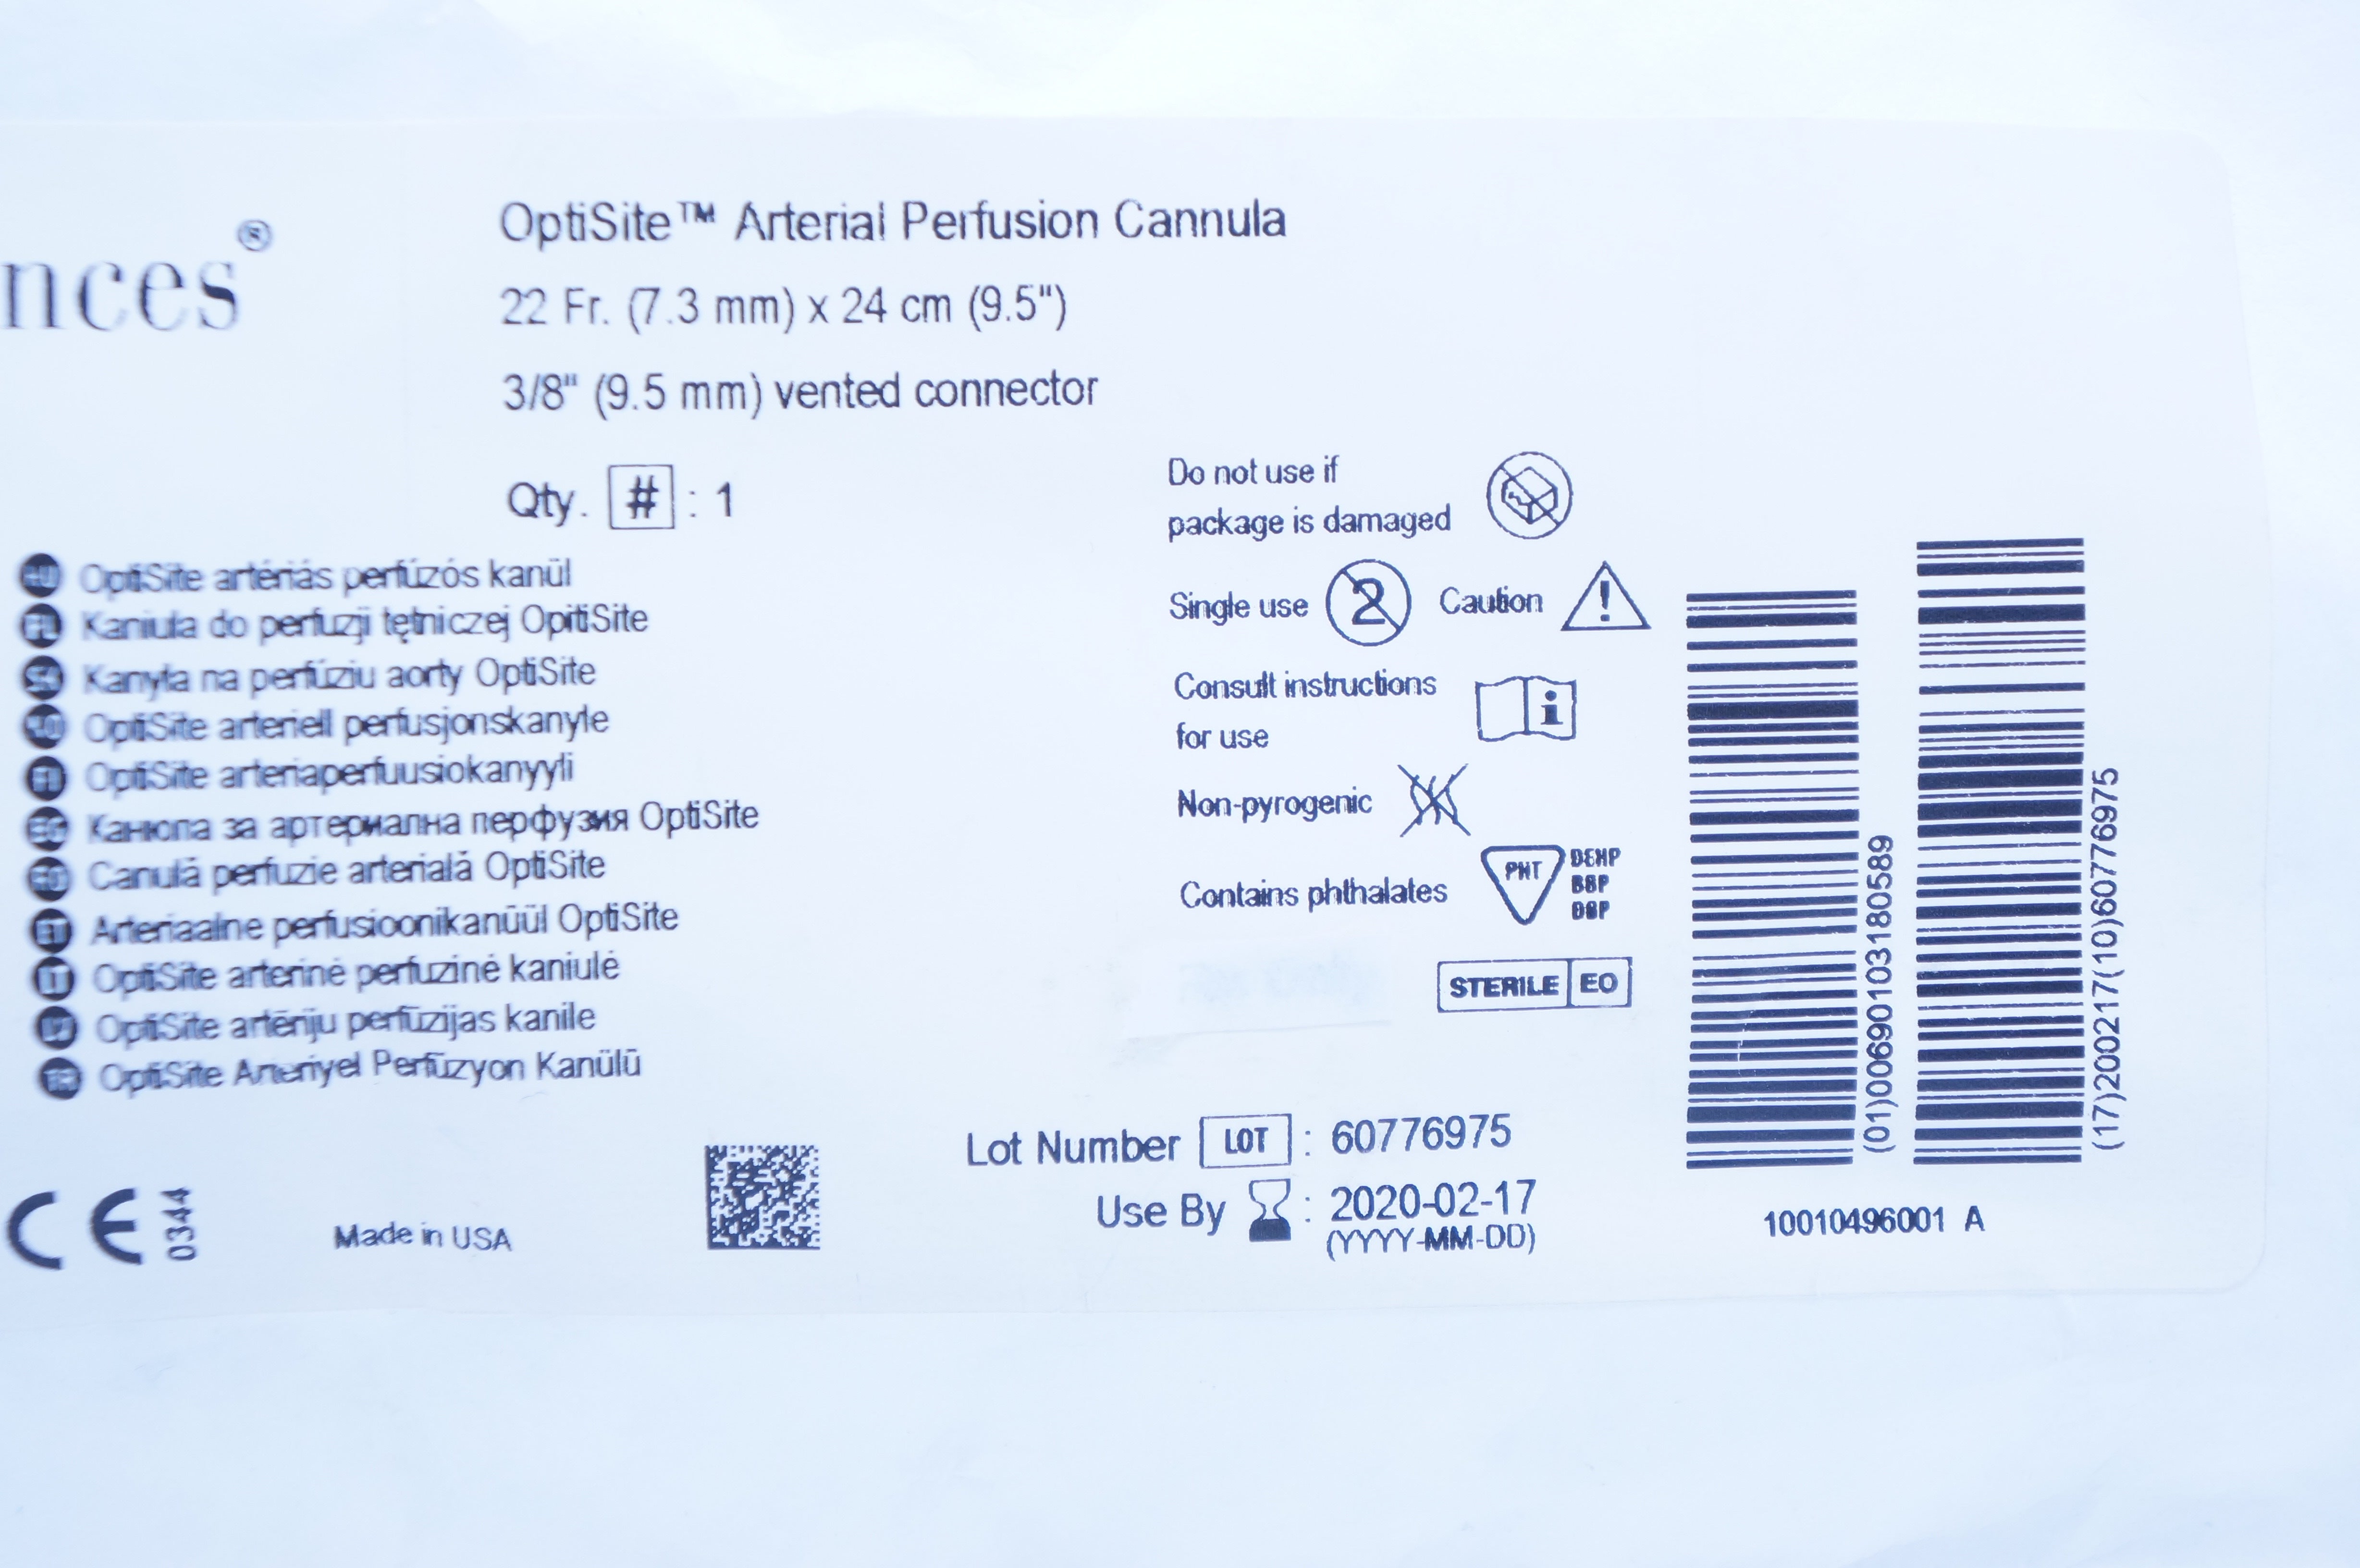 nces®
OptiSite™ Arterial Perfusion Cannula
22 Fr. (7.3 mm) x 24 cm (9.5")
3/8" (9.5 mm) vented connector
Qty. # : 1
OptiSite artériás perfúzós kanül
Kaniula do perfuzji tętniczej OpitiSite
Kanyla na perfúziu aorty OptiSite
OptiSite arteriell perfusjonskanyle
OptiSite arteriaperfuusiokanyyli
Канюла за артериална перфузия OptiSite
Canulă perfuzie arterială OptiSite
Arteriaalne perfusioonikanüül OptiSite
OptiSite arterinė perfuzinė kaniulė
OptiSite artēriju perfūzijas kanile
OptiSite Arteriyel Perfüzyon Kanülü
CE 0344
Made in USA
Do not use if
package is damaged
Single use 2 Caution !
Consult instructions i
for use
Non-pyrogenic
Contains phthalates PHT DEHP
BBP
DBP
STERILE EO
Lot Number LOT : 60776975
Use By : 2020-02-17
(YYYY-MM-DD)
(01)00690103180589
(17)200217(10)60776975
10010496001 A